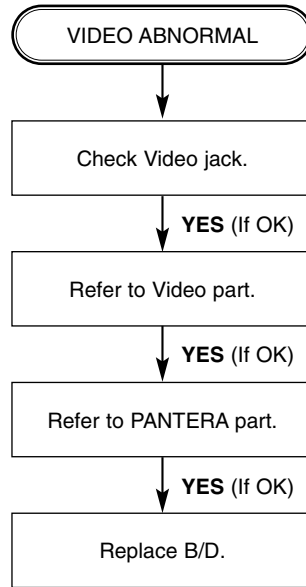 VIDEO ABNORMAL
Check Video jack.
YES (If OK)
Refer to Video part.
YES (If OK)
Refer to PANTERA part.
YES (If OK)
Replace B/D.